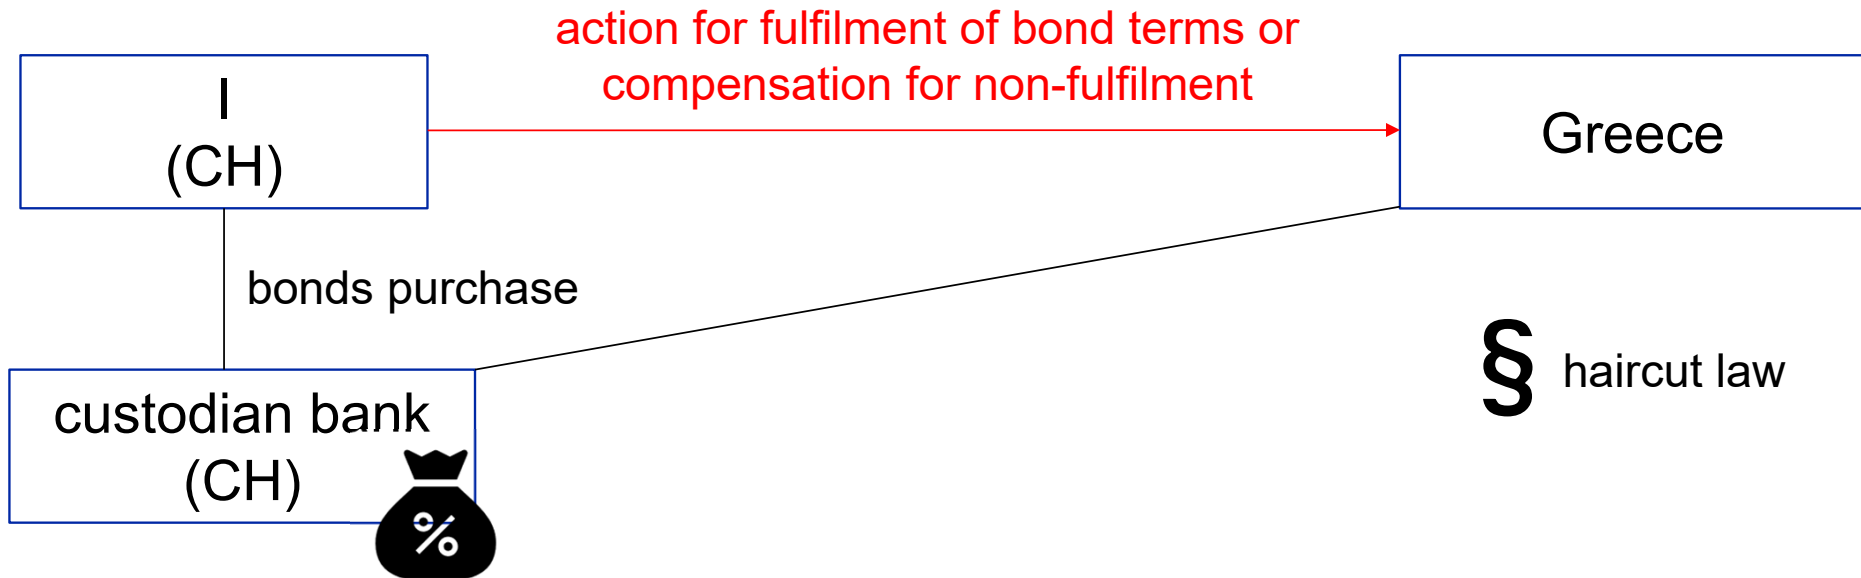 action for fulfilment of bond terms or
compensation for non-fulfilment
I
(CH)
Greece
bonds purchase
§ haircut law
custodian bank
(CH)
%